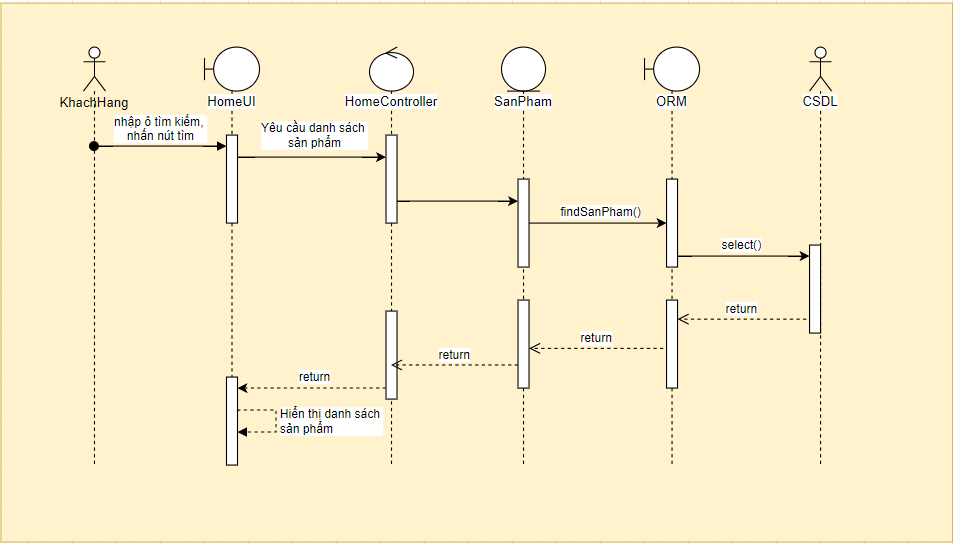 KhachHang
HomeUI
HomeController
SanPham
ORM
CSDL
nhập ô tìm kiếm,
nhấn nút tìm
Yêu cầu danh sách
sản phẩm
findSanPham()
select()
return
return
return
return
Hiển thị danh sách
sản phẩm